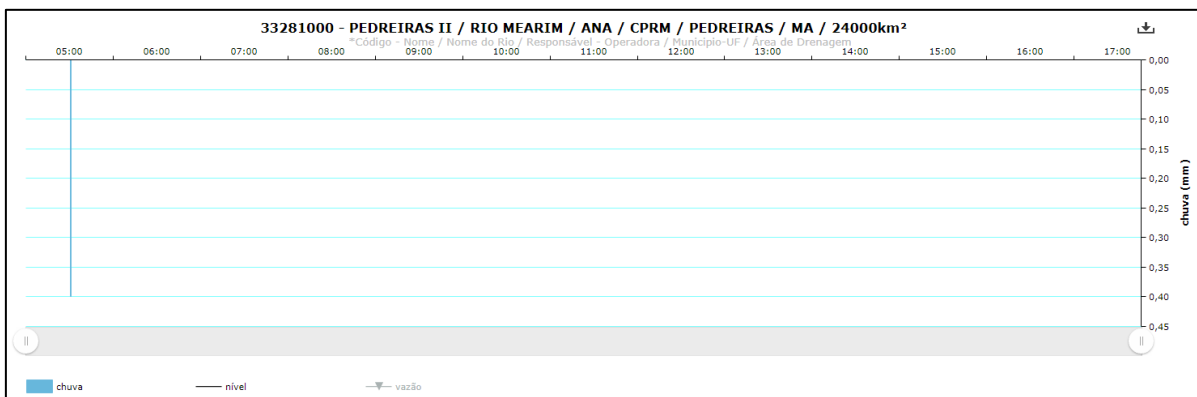 33281000 - PEDREIRAS II / RIO MEARIM / ANA / CPRM / PEDREIRAS / MA / 24000km²
*Código - Nome / Nome do Rio / Responsável - Operadora / Município-UF / Área de Drenagem
05:00 06:00 07:00 08:00 09:00 10:00 11:00 12:00 13:00 14:00 15:00 16:00 17:00
0,00
0,05
0,10
0,15
0,20
0,25
0,30
0,35
0,40
0,45
chuva (mm)
chuva nível vazão